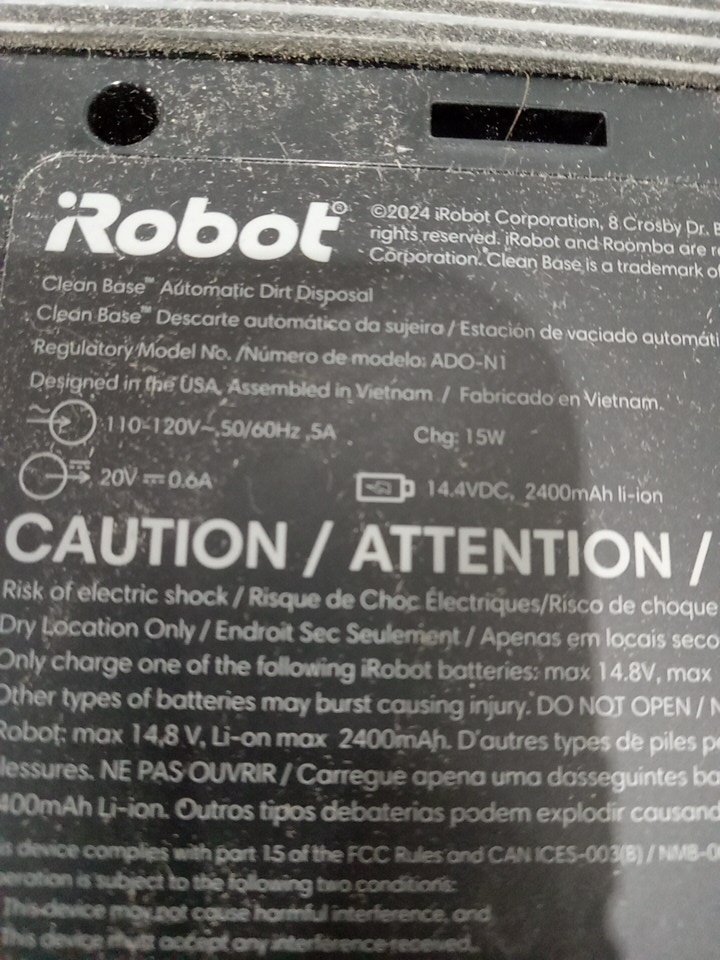 iRobot®
©2024 iRobot Corporation, 8 Crosby Dr. B
rights reserved. iRobot and Roomba are re
Corporation. Clean Base is a trademark of
Clean Base™ Automatic Dirt Disposal
Clean Base™ Descarte automático da sujeira / Estación de vaciado automáti
Regulatory Model No. /Número de modelo: ADO-N1
Designed in the USA, Assembled in Vietnam / Fabricado en Vietnam.
110-120V~,50/60Hz ,5A Chg: 15W
20V ⎓ 0.6A 14.4VDC, 2400mAh li-ion
CAUTION / ATTENTION /
Risk of electric shock / Risque de Choc Électriques/Risco de choque
Dry Location Only / Endroit Sec Seulement / Apenas em locais seco
Only charge one of the following iRobot batteries: max 14.8V, max
Other types of batteries may burst causing injury. DO NOT OPEN / N
Robot: max 14,8 V, Li-on max 2400mAh. D'autres types de piles p
lessures. NE PAS OUVRIR / Carregue apena uma dasseguintes ba
400mAh Li-ion. Outros tipos debaterias podem explodir causand
is device complies with part 15 of the FCC Rules and CAN ICES-003(B) / NMB-0
eration is subject to the following two conditions:
This device may not cause harmful interference, and
this device must accept any interference received,